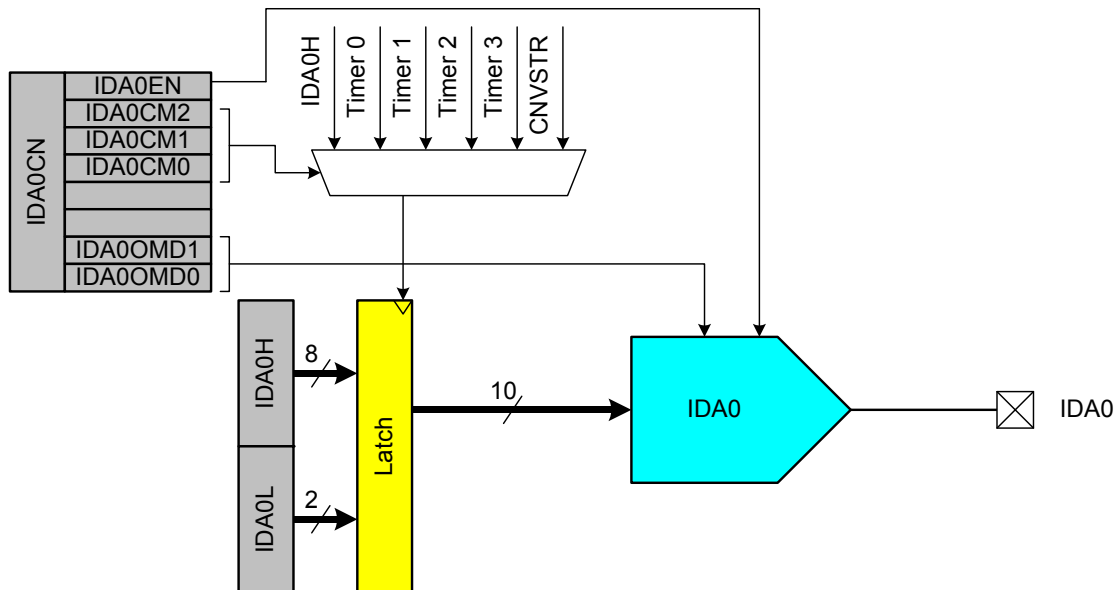 IDA0CN
IDA0EN
IDA0CM2
IDA0CM1
IDA0CM0
IDA0OMD1
IDA0OMD0
IDA0H
Timer 0
Timer 1
Timer 2
Timer 3
CNVSTR
IDA0H
8
IDA0L
2
Latch
10
IDA0
IDA0